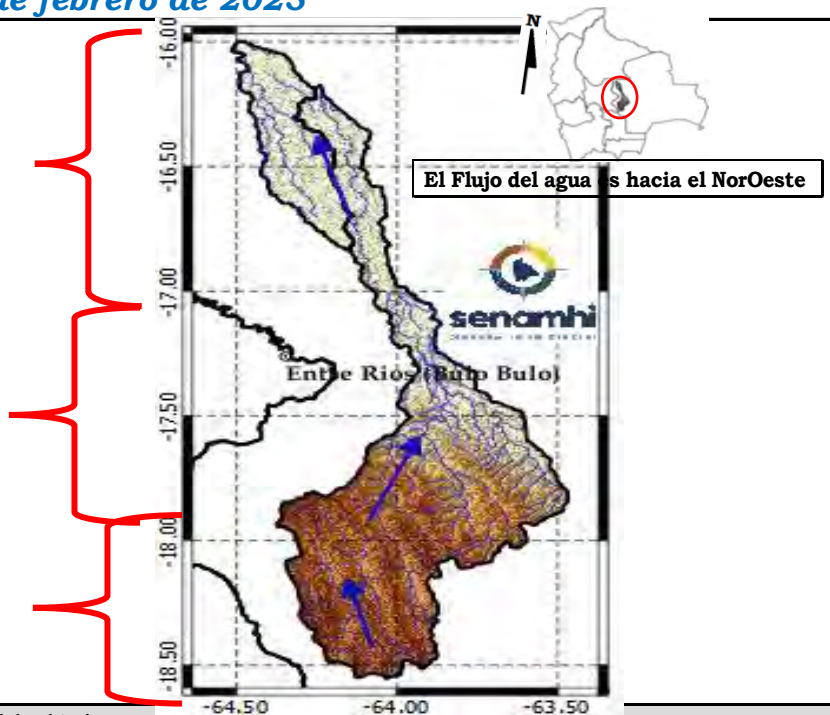 de febrero de 2023
N
El Flujo del agua es hacia el NorOeste
-16.00
-16.50
-17.00
senamhi
Entre Rios (Bulo Bulo)
-17.50
-18.00
-18.50
-64.50 -64.00 -63.50